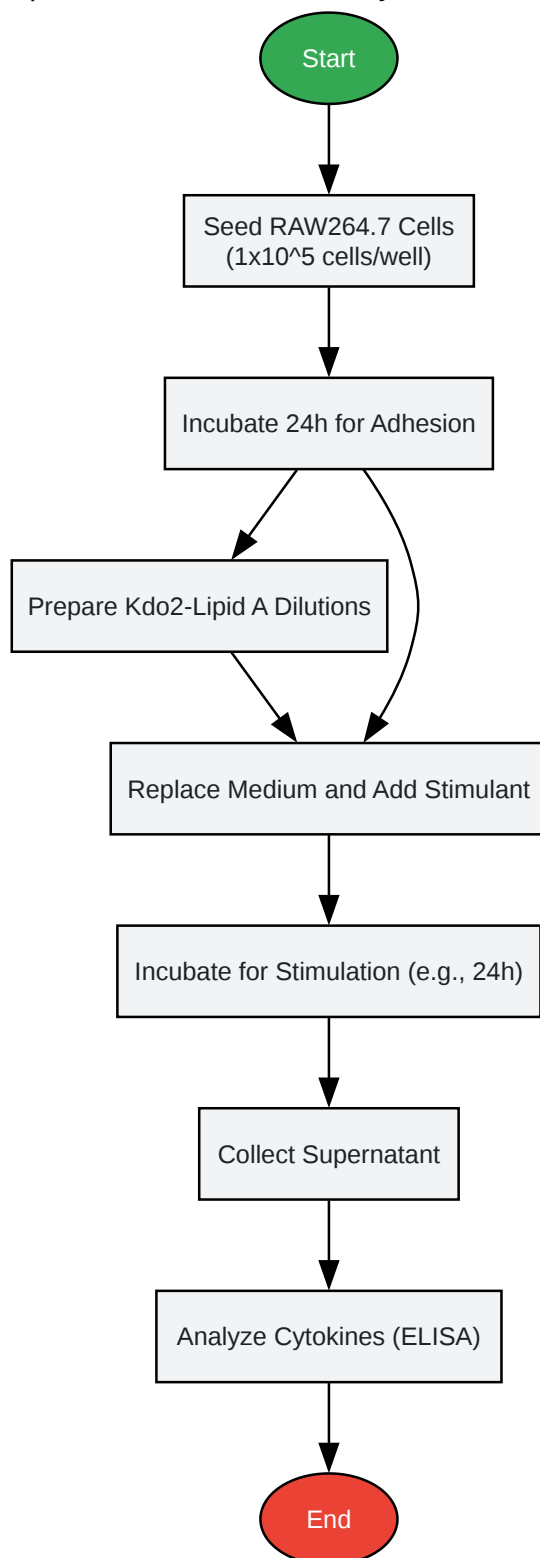 Start
Seed RAW264.7 Cells
(1x10^5 cells/well)
Incubate 24h for Adhesion
Prepare Kdo2-Lipid A Dilutions
Replace Medium and Add Stimulant
Incubate for Stimulation (e.g., 24h)
Collect Supernatant
Analyze Cytokines (ELISA)
End